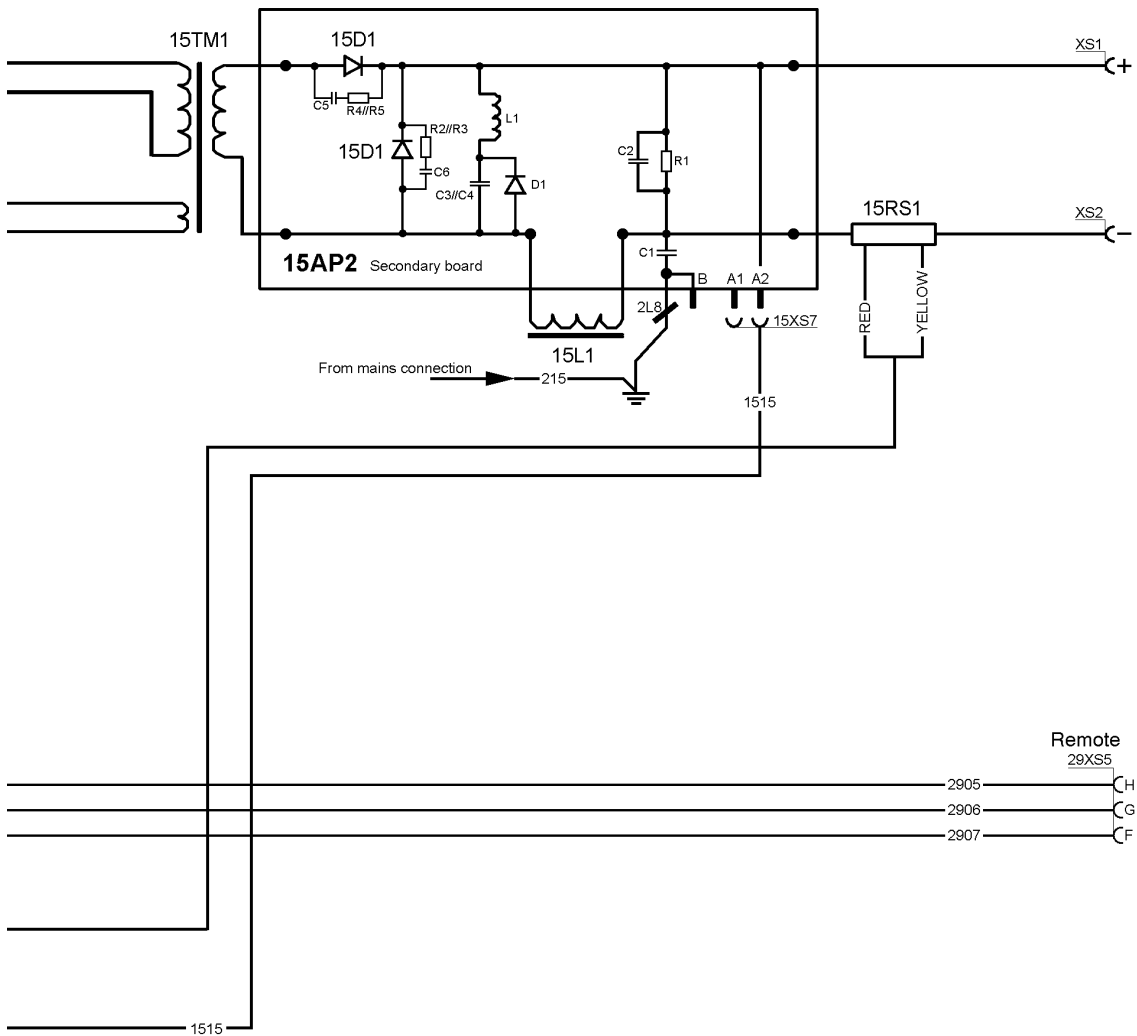 15TM1
15D1
XS1
+
C5
R4//R5
L1
R2//R3
15D1
C6
C3//C4
D1
C2
R1
15RS1
XS2
−
15AP2 Secondary board
C1
B
A1
A2
2L8
15XS7
RED
YELLOW
15L1
From mains connection
215
1515
Remote
29XS5
2905
H
2906
G
2907
F
1515